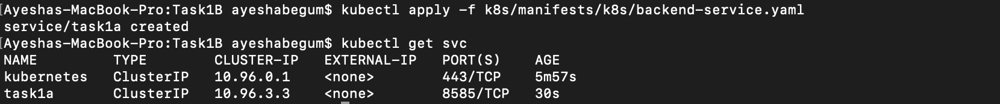 [Ayeshas-MacBook-Pro:Task1B ayeshabegum$ kubectl apply -f k8s/manifests/k8s/backend-service.yaml
service/task1a created
[Ayeshas-MacBook-Pro:Task1B ayeshabegum$ kubectl get svc
NAME TYPE CLUSTER-IP EXTERNAL-IP PORT(S) AGE
kubernetes ClusterIP 10.96.0.1 <none> 443/TCP 5m57s
task1a ClusterIP 10.96.3.3 <none> 8585/TCP 30s